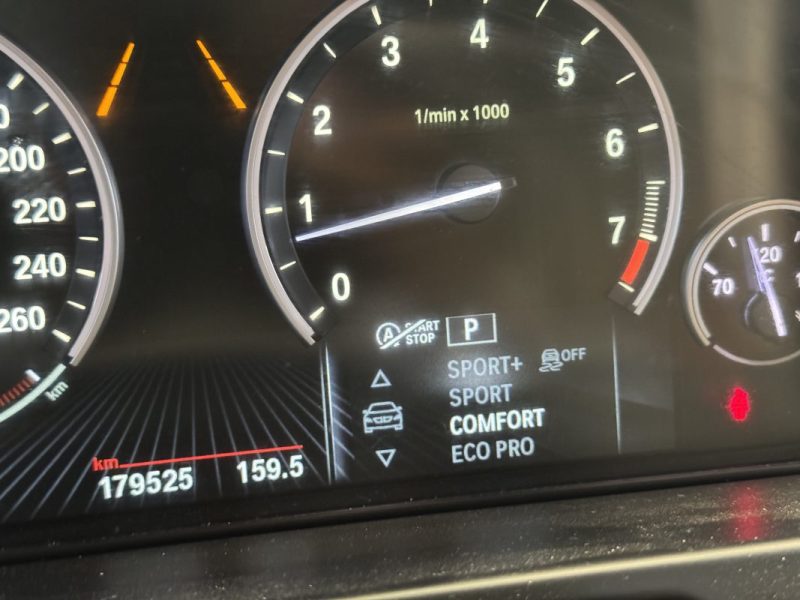 200
220
240
260
km
km
179525 159.5
0
1
2
3
4
5
6
7
1/min x 1000
A START STOP
P
SPORT+
OFF
SPORT
COMFORT
ECO PRO
70
120
°C